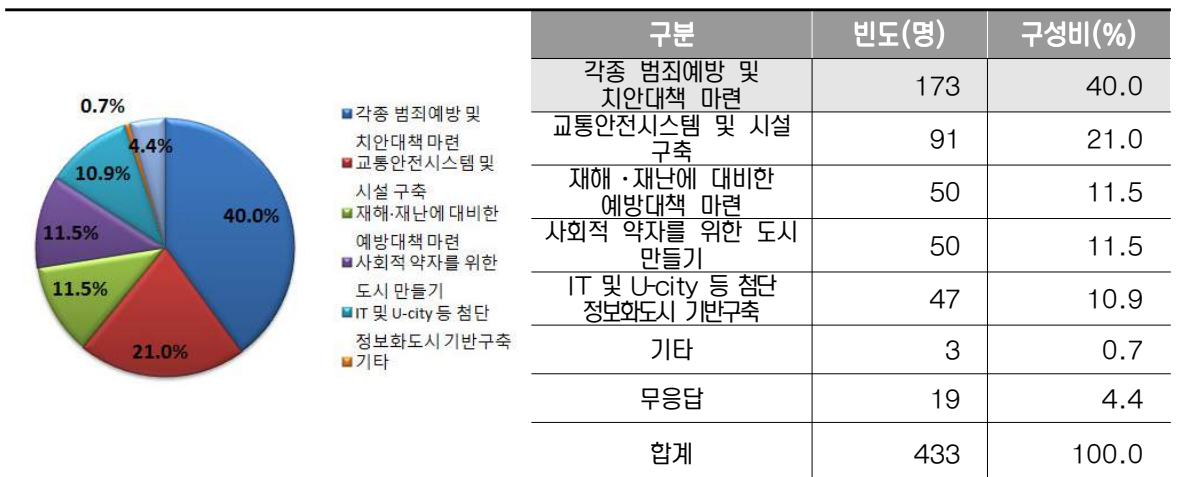 0.7%
4.4%
10.9%
11.5%
11.5%
21.0%
40.0%
각종 범죄예방 및
치안대책 마련
교통안전시스템 및
시설 구축
재해·재난에 대비한
예방대책 마련
사회적 약자를 위한
도시 만들기
IT 및 U-city 등 첨단
정보화도시 기반구축
기타
구분 빈도(명) 구성비(%)
각종 범죄예방 및
치안대책 마련 173 40.0
교통안전시스템 및 시설
구축 91 21.0
재해·재난에 대비한
예방대책 마련 50 11.5
사회적 약자를 위한 도시
만들기 50 11.5
IT 및 U-city 등 첨단
정보화도시 기반구축 47 10.9
기타 3 0.7
무응답 19 4.4
합계 433 100.0